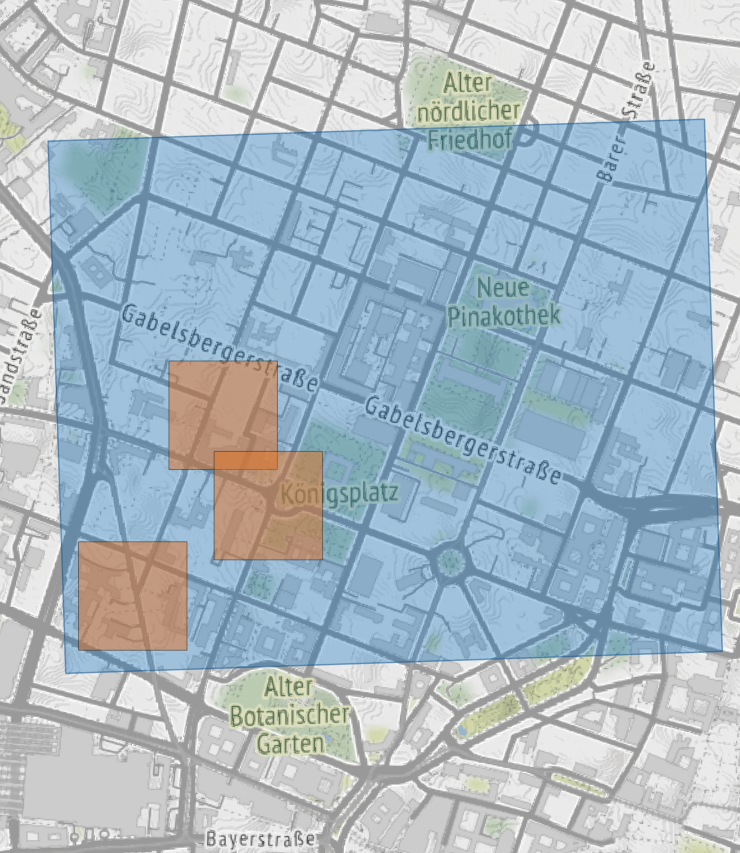 Alter
nördlicher
Friedhof
Barer Straße
Neue
Pinakothek
Gabelsbergerstraße
Sandstraße
Gabelsbergerstraße
Königsplatz
Alter
Botanischer
Garten
Bayerstraße